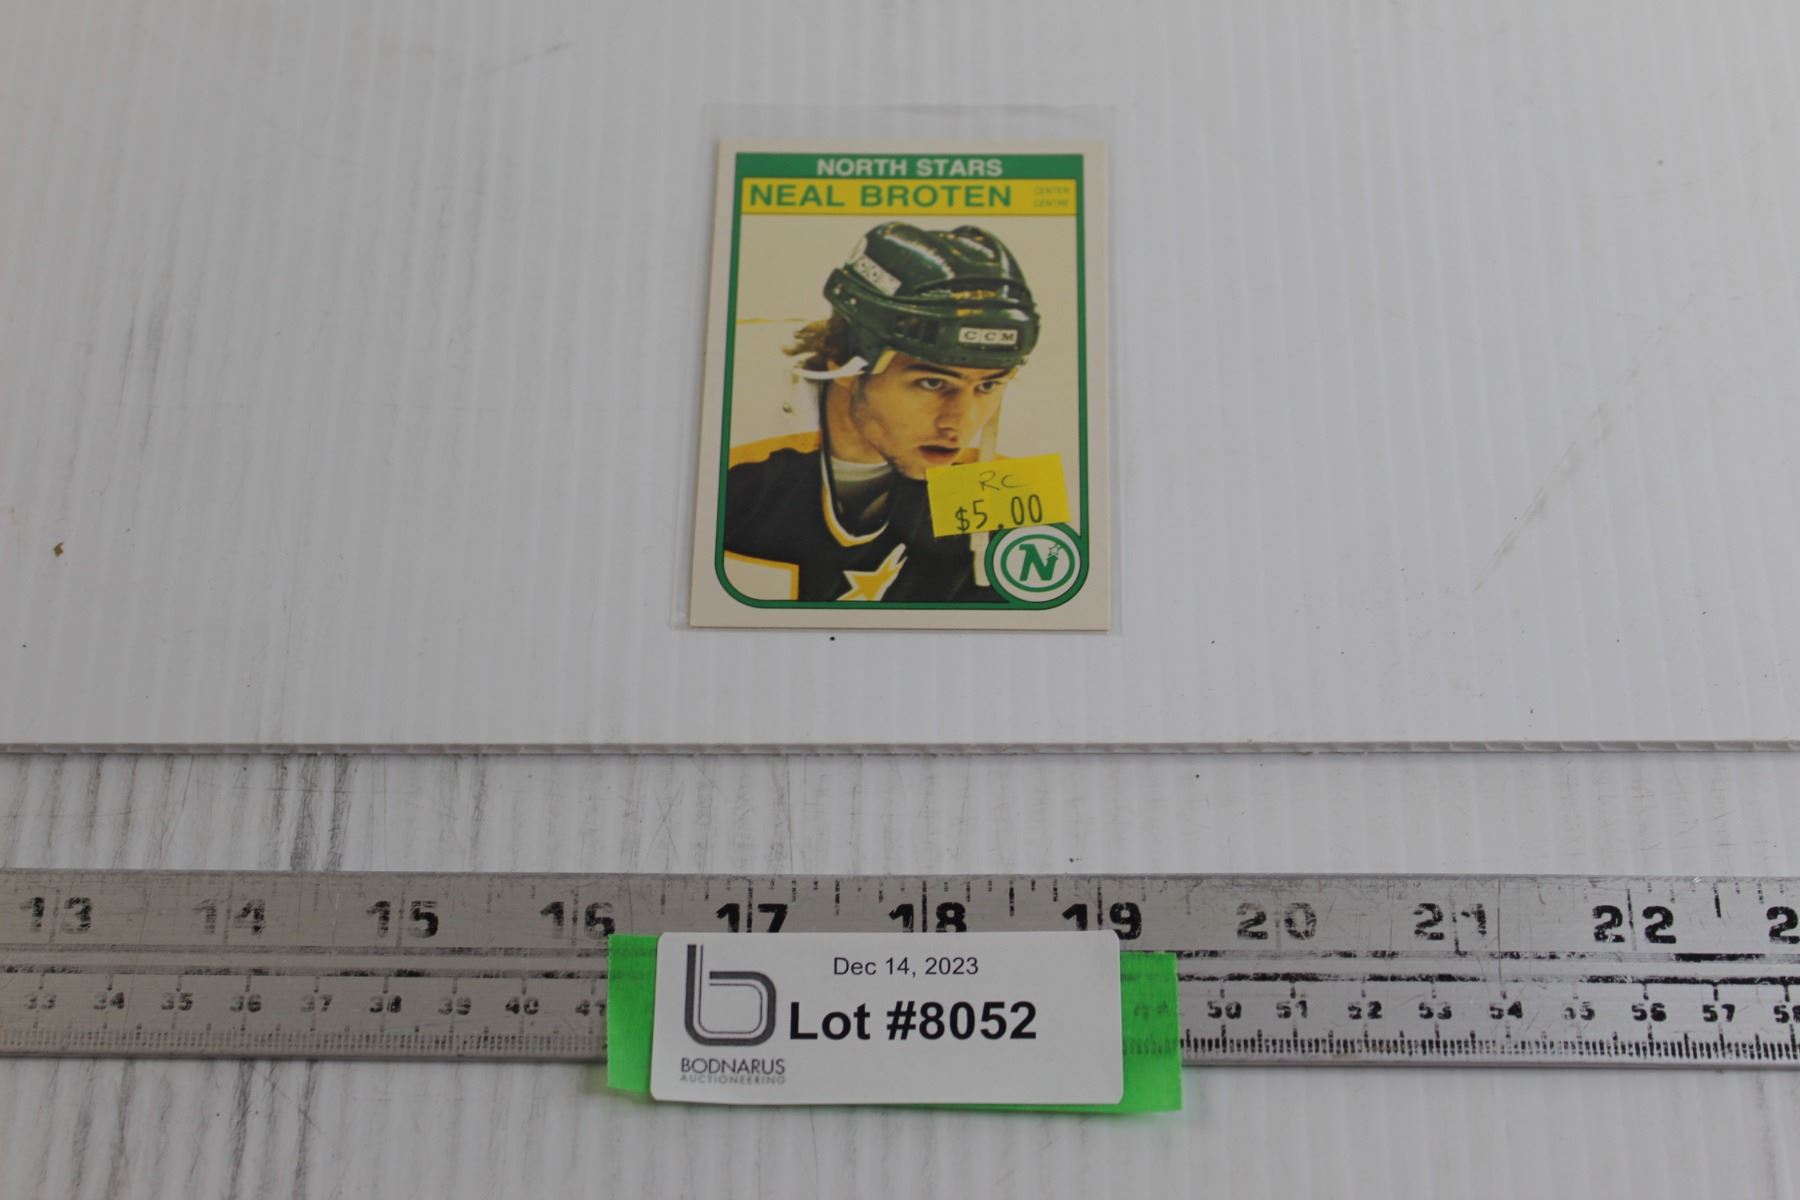 NORTH STARS
NEAL BROTEN
CENTER
CENTRE
CCM
RC
$5.00
N
13 14 15 16 17 18 19 20 21 22 2
33 34 35 36 37 38 39 40 41 50 51 52 53 54 55 56 57 58
Dec 14, 2023
Lot #8052
b
BODNARUS
AUCTIONEERING